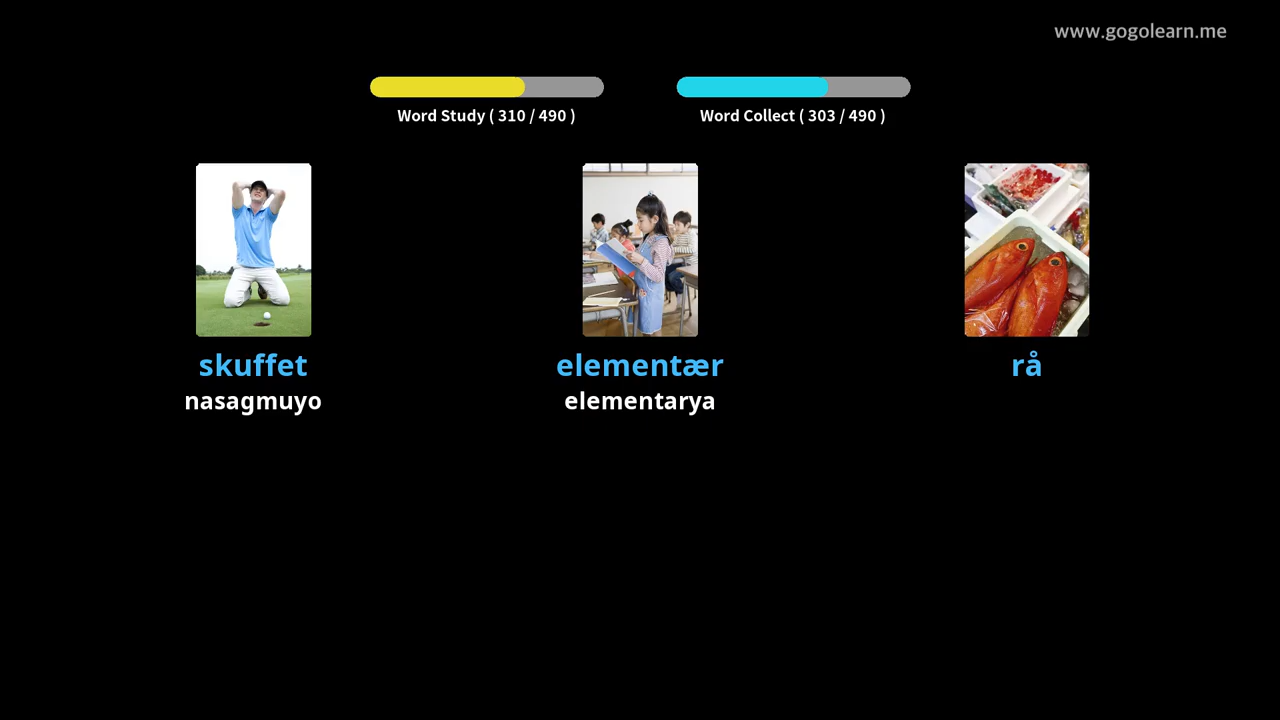 www.gogolearn.me
Word Study ( 310 / 490 )
Word Collect ( 303 / 490 )
skuffet
nasagmuyo
elementær
elementarya
rå